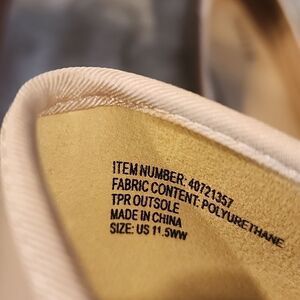 ITEM NUMBER: 40721357
FABRIC CONTENT: POLYURETHANE
TPR OUTSOLE
MADE IN CHINA
SIZE: US 11.5WW